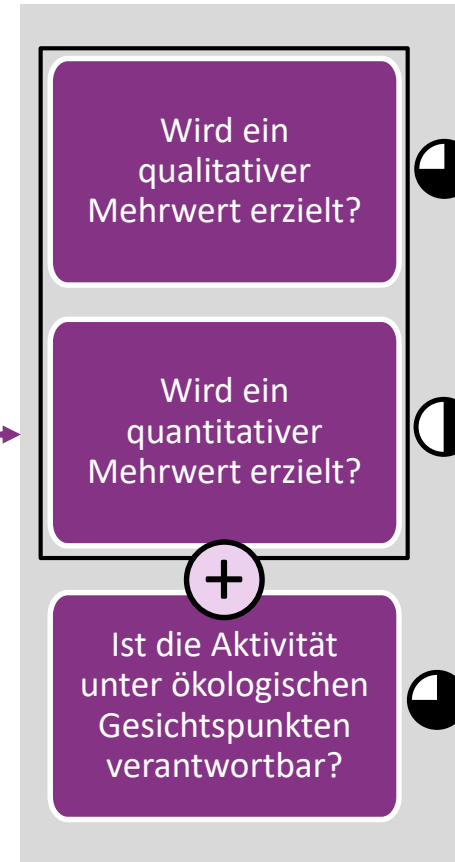 Wird ein
qualitativer
Mehrwert erzielt?
Wird ein
quantitativer
Mehrwert erzielt?
+
Ist die Aktivität
unter ökologischen
Gesichtspunkten
verantwortbar?